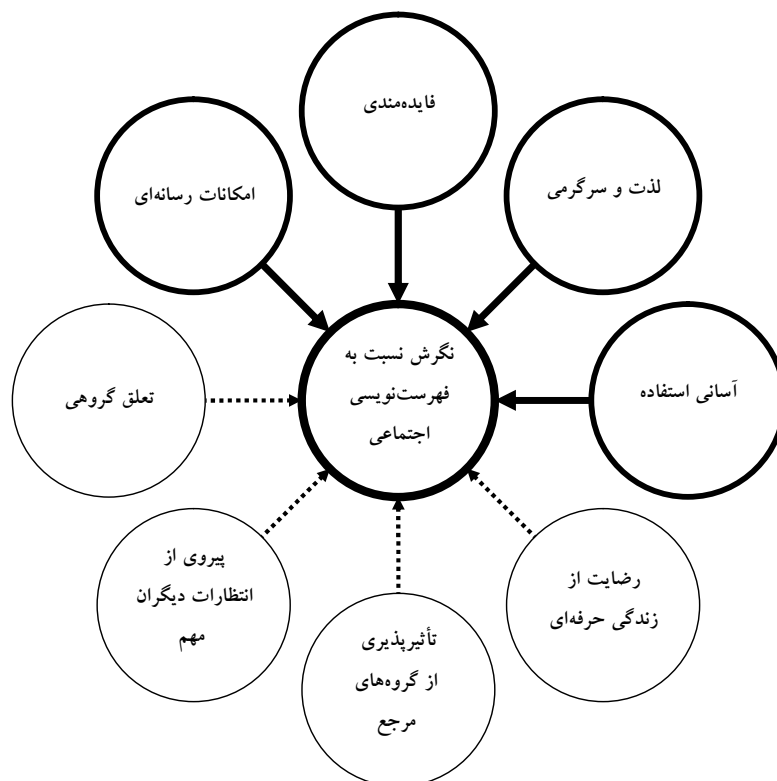 فایده‌مندی
لذت و سرگرمی
امکانات رسانه‌ای
نگرش نسبت به
فهرست‌نویسی
اجتماعی
آسانی استفاده
تعلق گروهی
رضایت از
زندگی حرفه‌ای
پیروی از
انتظارات دیگران
مهم
تأثیرپذیری
از گروه‌های
مرجع